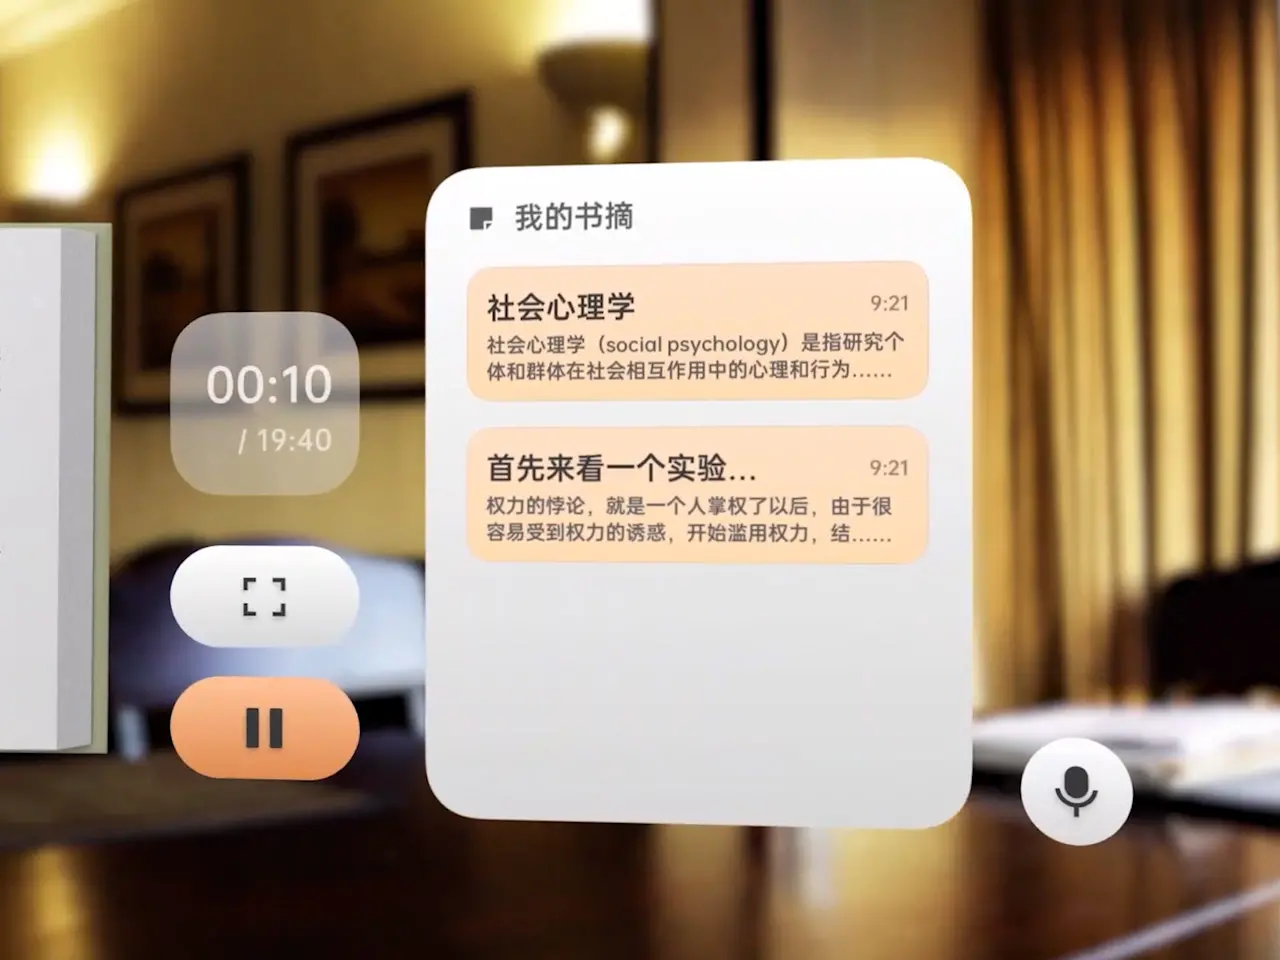 00:10
/ 19:40
我的书摘
社会心理学
9:21
社会心理学（social psychology）是指研究个
体和群体在社会相互作用中的心理和行为……
首先来看一个实验…
9:21
权力的悖论，就是一个人掌权了以后，由于很
容易受到权力的诱惑，开始滥用权力，结……